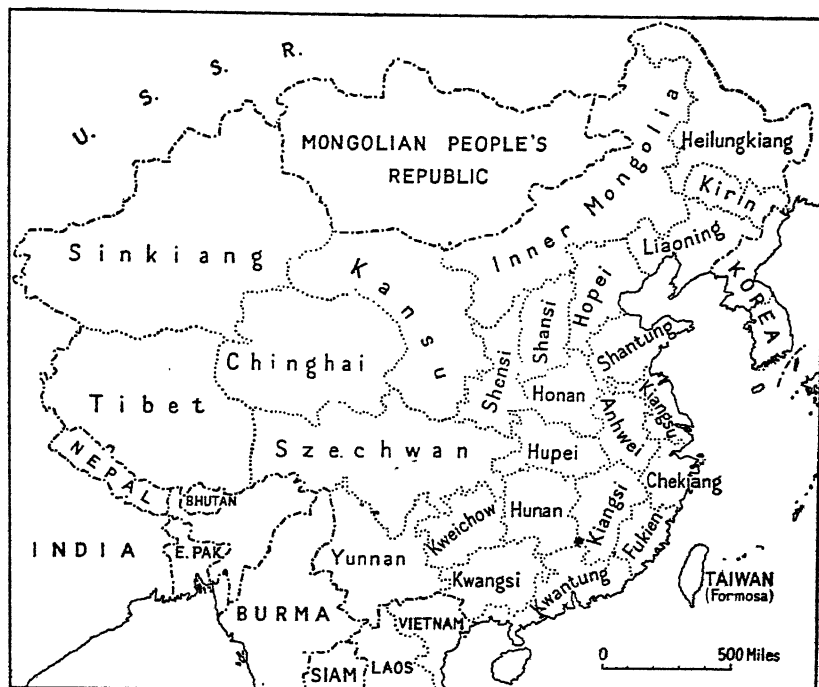 U. S. S. R.
MONGOLIAN PEOPLE'S
REPUBLIC
Inner Mongolia
Heilungkiang
Kirin
Liaoning
KOREA
Sinkiang
Kansu
Hopei
Shansi
Shantung
Chinghai
Shensi
Honan
Kiangsu
Anhwei
Tibet
Szechwan
Hupei
Chekiang
NEPAL
BHUTAN
Kweichow
Hunan
Kiangsi
Fukien
INDIA
E. PAK.
Yunnan
Kwangsi
Kwantung
TAIWAN
(Formosa)
BURMA
VIETNAM
SIAM
LAOS
0 500 Miles